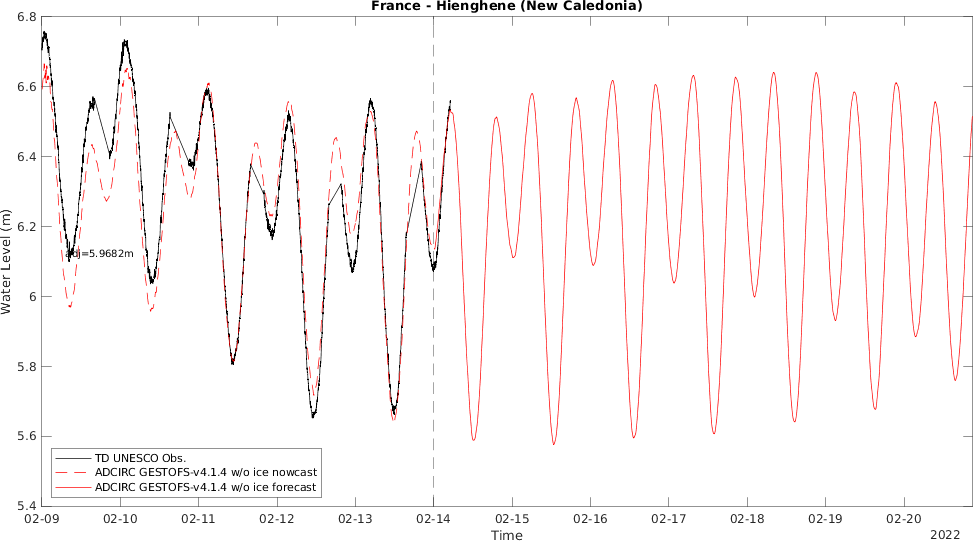 France - Hienghene (New Caledonia)
Water Level (m)
6.8
6.6
6.4
6.2
6
5.8
5.6
5.4
adj=5.9682m
TD UNESCO Obs.
ADCIRC GESTOFS-v4.1.4 w/o ice nowcast
ADCIRC GESTOFS-v4.1.4 w/o ice forecast
02-09 02-10 02-11 02-12 02-13 02-14 02-15 02-16 02-17 02-18 02-19 02-20
Time
2022